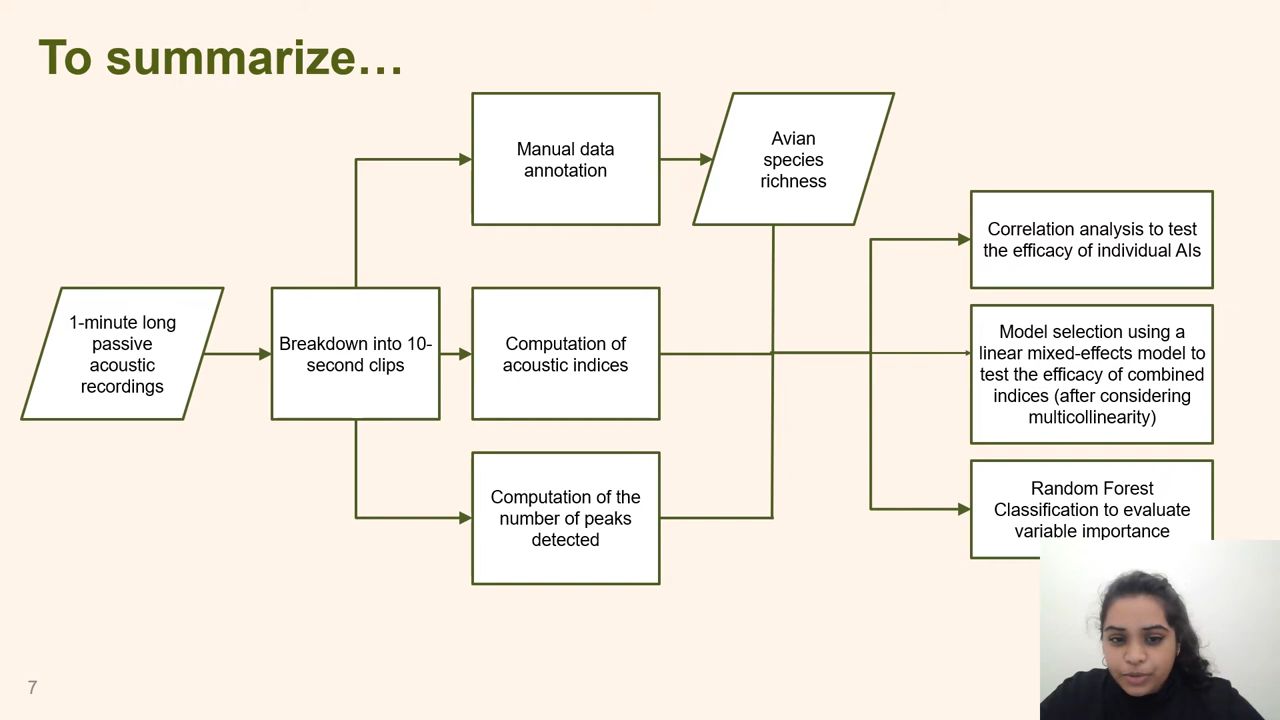 To summarize…
Manual data
annotation
Avian
species
richness
1-minute long
passive
acoustic
recordings
Breakdown into 10-
second clips
Computation of
acoustic indices
Computation of the
number of peaks
detected
Correlation analysis to test
the efficacy of individual AIs
Model selection using a
linear mixed-effects model to
test the efficacy of combined
indices (after considering
multicollinearity)
Random Forest
Classification to evaluate
variable importance
7